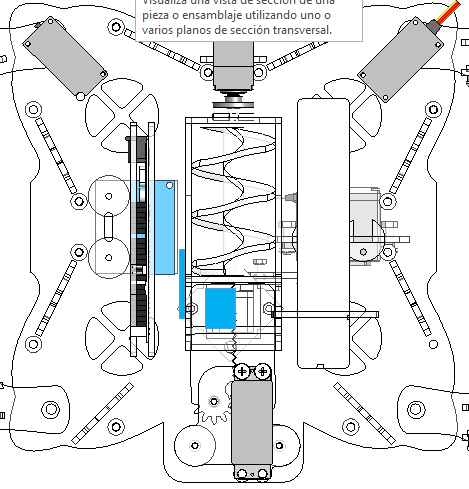 Visualiza una vista de sección de una
pieza o ensamblaje utilizando uno o
varios planos de sección transversal.